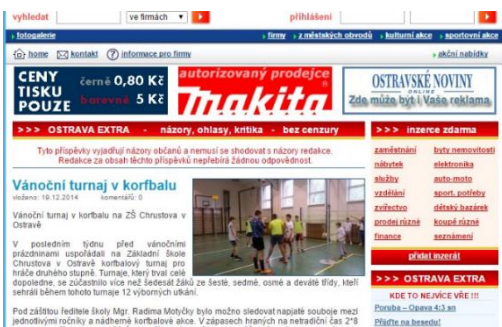 vyhledat
ve firmách
přihlášení
fotogalerie
firmy
z městských obvodů
kulturní akce
sportovní akce
home
kontakt
informace pro firmy
akční nabídky
CENY
TISKU
POUZE
černě 0,80 Kč
barevně 5 Kč
autorizovaný prodejce
makita
OSTRAVSKÉ NOVINY
ONLINE
Zde může být i Vaše reklama
>>> OSTRAVA EXTRA - názory, ohlasy, kritika - bez cenzury
Tyto příspěvky vyjadřují názory občanů a nemusí se shodovat s názory redakce.
Redakce za obsah těchto příspěvků nepřebírá žádnou odpovědnost.
Vánoční turnaj v korfbalu
vloženo: 19.12.2014 komentářů: 0
Vánoční turnaj v korfbalu na ZŠ Chrustova v
Ostravě
V posledním týdnu před vánočními
prázdninami uspořádali na Základní škole
Chrustova v Ostravě korfbalový turnaj pro
hráče druhého stupně. Turnaje, který trval celé
dopoledne, se zúčastnilo více než šedesát žáků ze šesté, sedmé, osmé a deváté třídy, kteří
sehráli během tohoto turnaje 12 výborných utkání.
Pod záštitou ředitele školy Mgr. Radima Motyčky bylo možno sledovat napjaté souboje mezi
jednotlivými ročníky a nádherné korfbalové akce. V zápasech hraných na netradiční čas 2*8
>>> inzerce zdarma
zaměstnání
byty nemovitosti
nábytek
elektronika
služby
auto-moto
vzdělání
sport. potřeby
zvířectvo
dětský bazárek
prodej různé
koupě různé
finance
seznámení
přidat inzerát
>>> OSTRAVA EXTRA
KDE TO NEJVÍCE VŘE !!!
Poruba – Opava 4:3 sn
Přijďte na besedu!